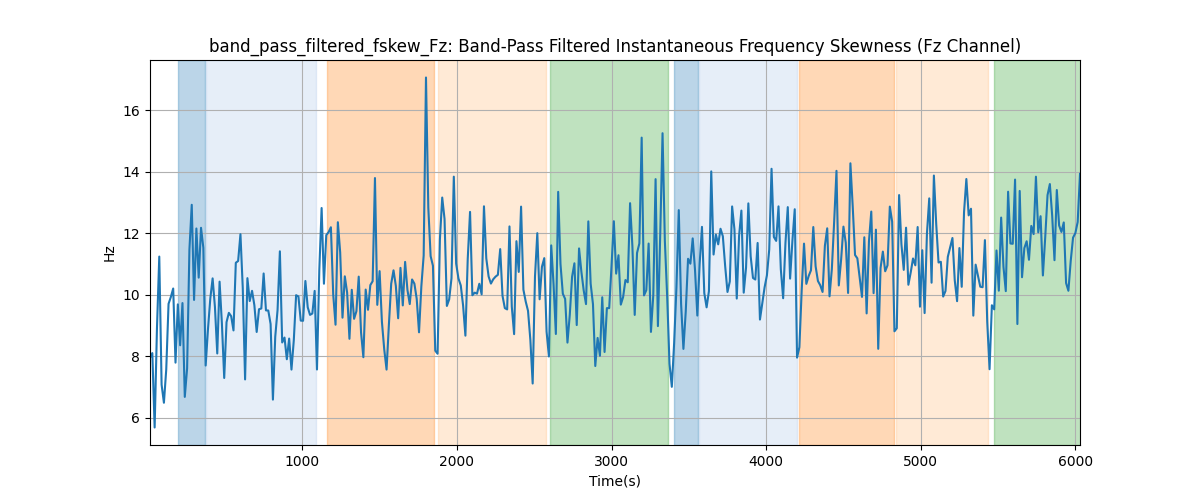 band_pass_filtered_fskew_Fz: Band-Pass Filtered Instantaneous Frequency Skewness (Fz Channel)
16
14
12
10
8
6
Hz
1000 2000 3000 4000 5000 6000
Time(s)